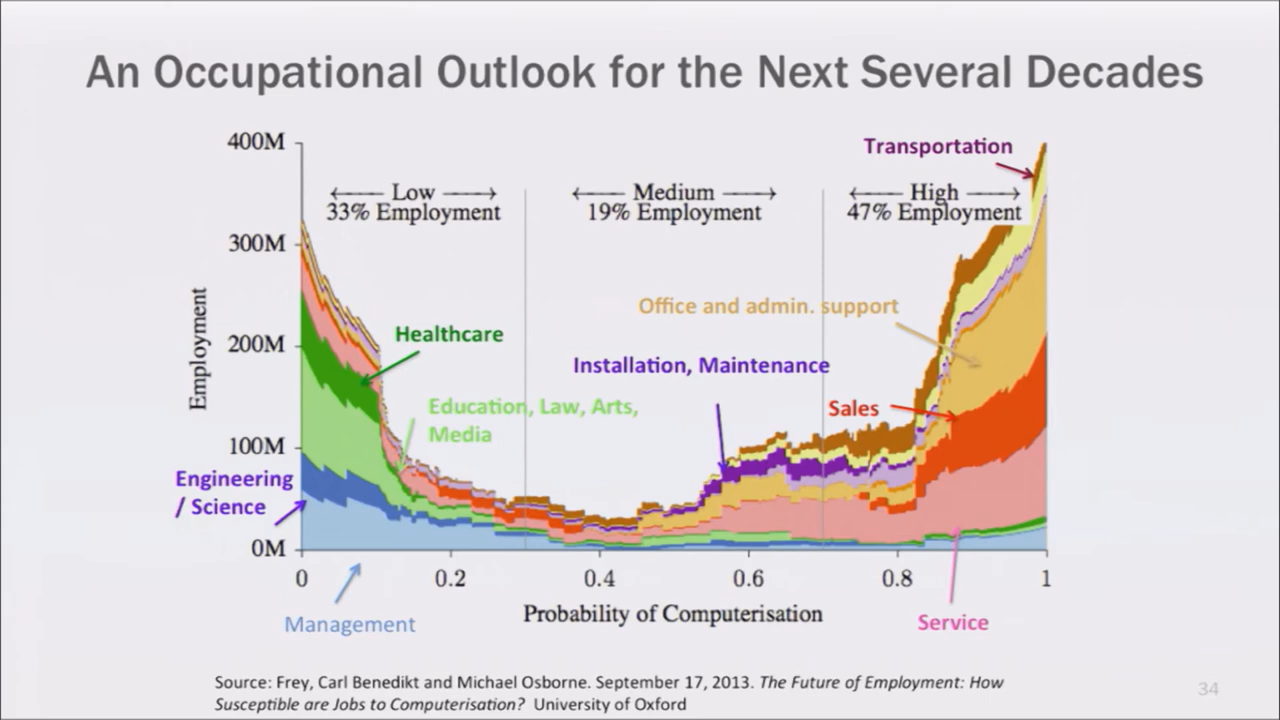 An Occupational Outlook for the Next Several Decades
400M
300M
200M
100M
0M
Employment
Low
33% Employment
Medium
19% Employment
High
47% Employment
Transportation
Office and admin. support
Healthcare
Installation, Maintenance
Education, Law, Arts,
Media
Sales
Engineering
/ Science
0
0.2
0.4
0.6
0.8
1
Probability of Computerisation
Management
Service
Source: Frey, Carl Benedikt and Michael Osborne. September 17, 2013. The Future of Employment: How
Susceptible are Jobs to Computerisation? University of Oxford
34